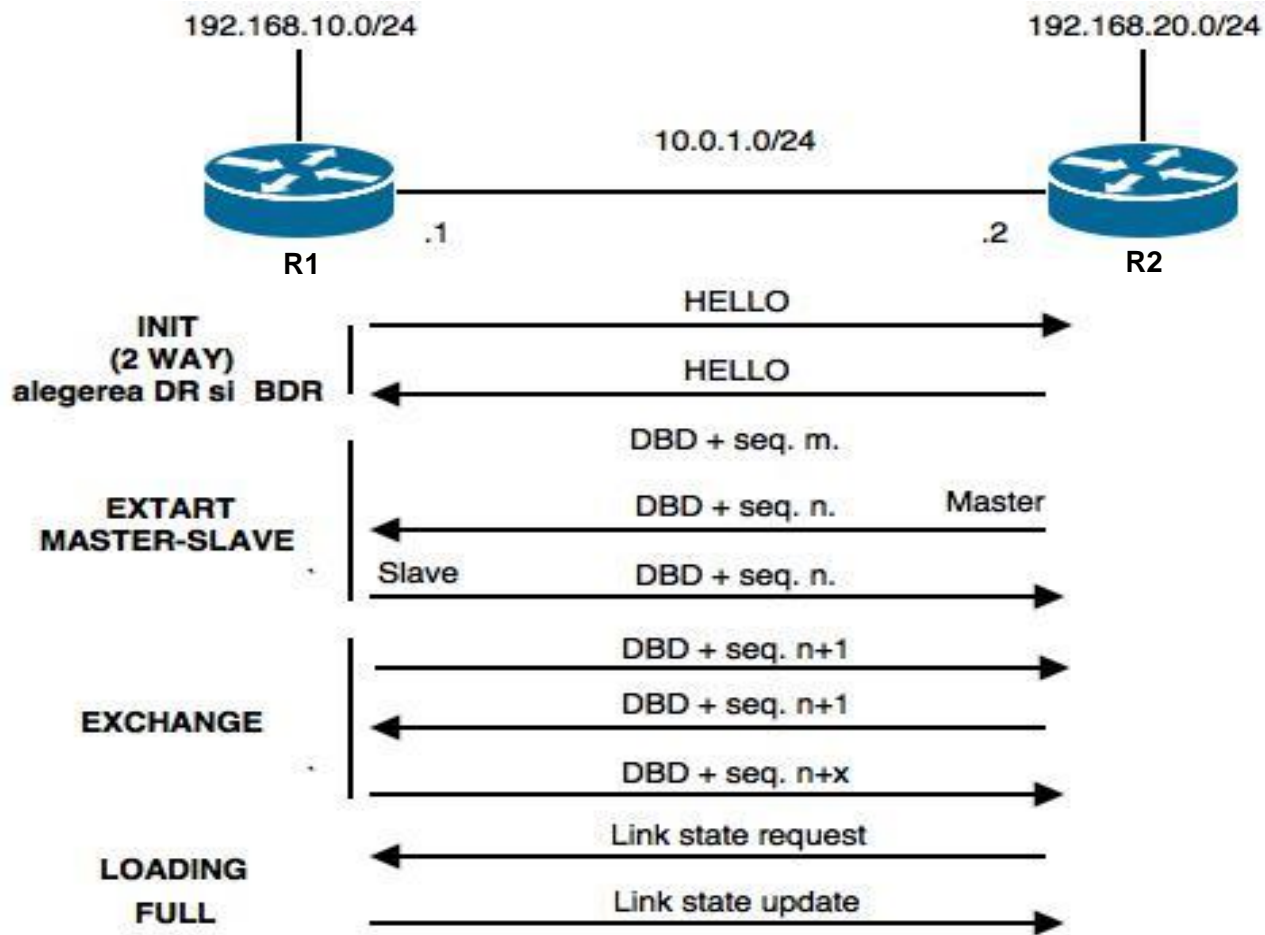 192.168.10.0/24
192.168.20.0/24
10.0.1.0/24
.1
.2
R1
R2
INIT
(2 WAY)
alegerea DR si BDR
HELLO
HELLO
EXTART
MASTER-SLAVE
DBD + seq. m.
DBD + seq. n.
Master
Slave
DBD + seq. n.
EXCHANGE
DBD + seq. n+1
DBD + seq. n+1
DBD + seq. n+x
LOADING
FULL
Link state request
Link state update